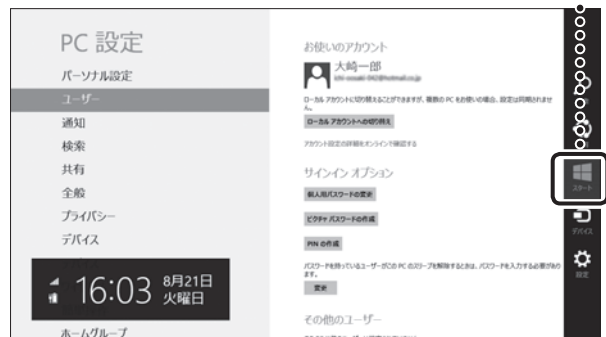 PC 設定
パーソナル設定
ユーザー
通知
検索
共有
全般
プライバシー
デバイス
16:03
8月21日
火曜日
ホームグループ
お使いのアカウント
大崎一郎
ローカル アカウントに切り替えることができますが、複数の PC をお使いの場合、設定は同期されませ
ん。
ローカル アカウントへの切り替え
アカウント設定の詳細をオンラインで確認する
サインイン オプション
個人用パスワードの変更
ピクチャ パスワードの作成
PIN の作成
パスワードを持っているユーザーがこの PC のスリープを解除するときは、パスワードを入力する必要があり
ます。
変更
その他のユーザー
スタート
デバイス
設定